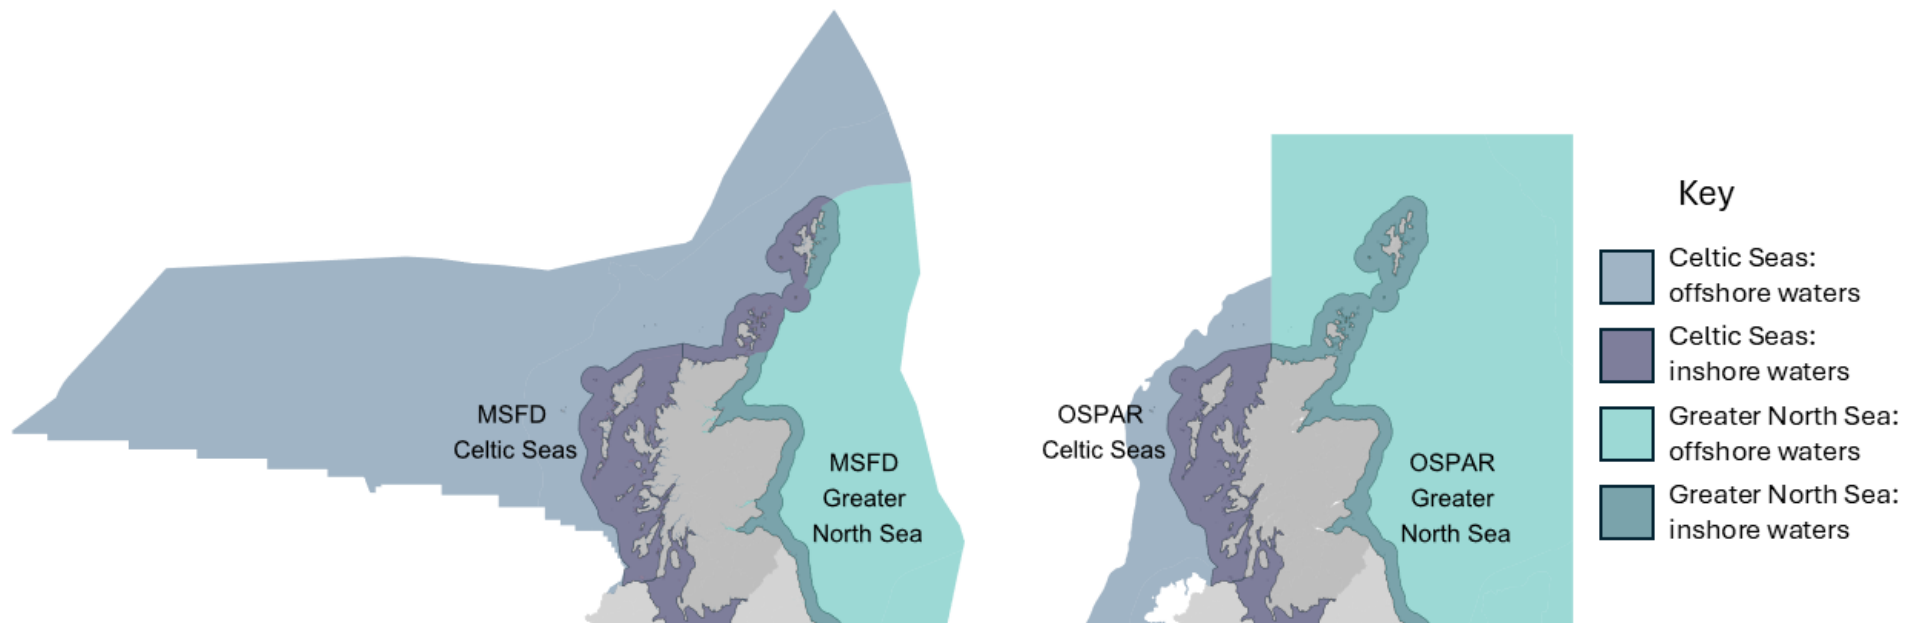 MSFD
Celtic Seas
MSFD
Greater
North Sea
OSPAR
Celtic Seas
OSPAR
Greater
North Sea
Key
Celtic Seas:
offshore waters
Celtic Seas:
inshore waters
Greater North Sea:
offshore waters
Greater North Sea:
inshore waters